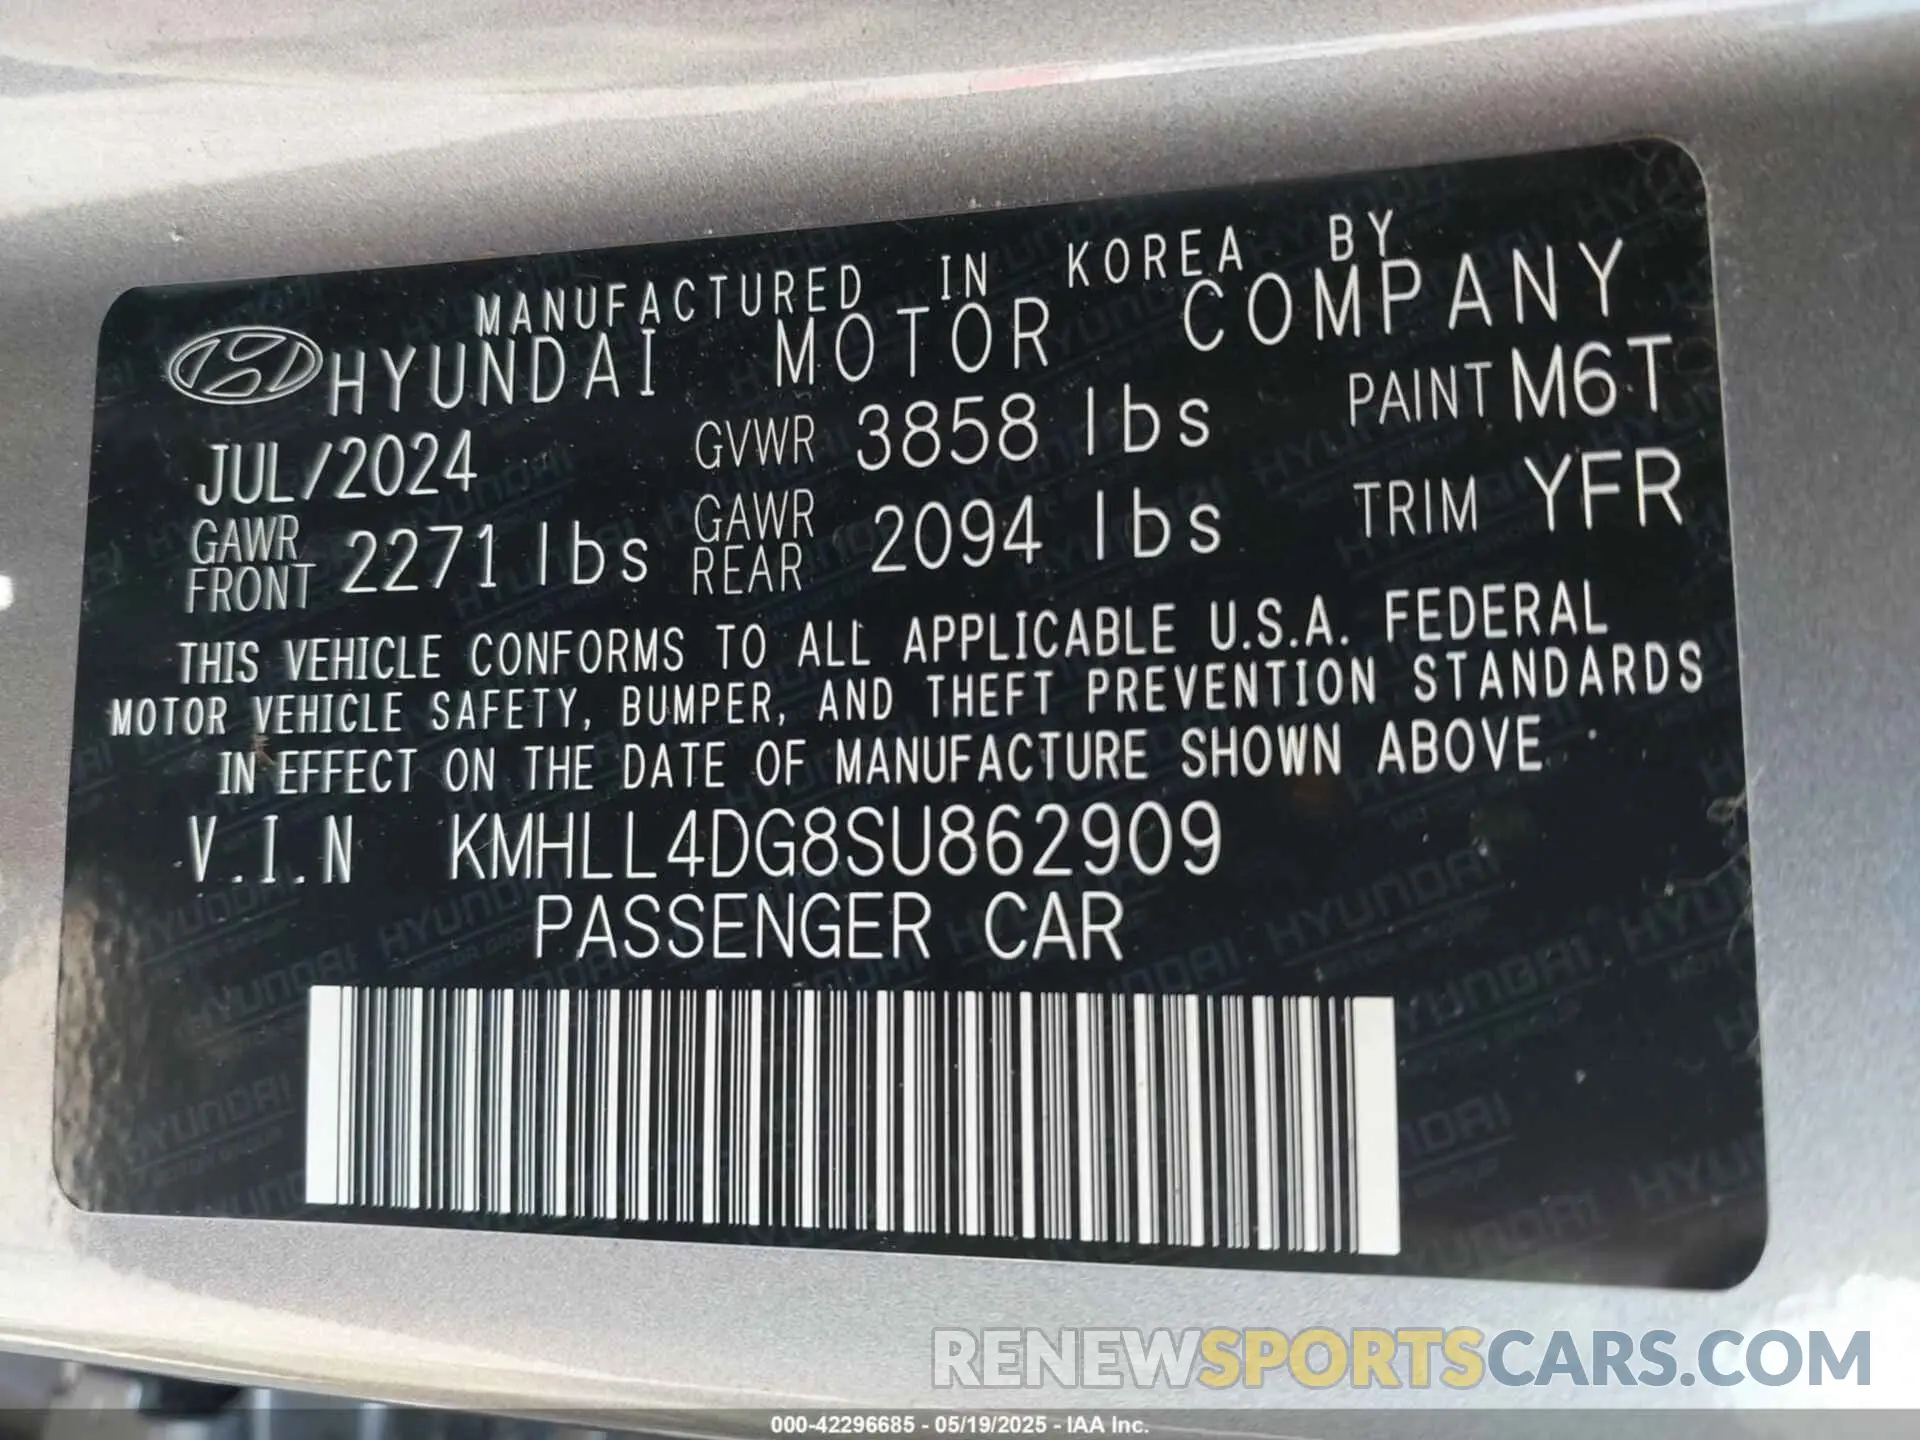 MANUFACTURED IN KOREA BY
HYUNDAI MOTOR COMPANY
JUL/2024 GVWR 3858 lbs PAINT M6T
GAWR FRONT 2271 lbs GAWR REAR 2094 lbs TRIM YFR
THIS VEHICLE CONFORMS TO ALL APPLICABLE U.S.A. FEDERAL
MOTOR VEHICLE SAFETY, BUMPER, AND THEFT PREVENTION STANDARDS
IN EFFECT ON THE DATE OF MANUFACTURE SHOWN ABOVE
V.I.N KMHLL4DG8SU862909
PASSENGER CAR
RENEWSPORTSCARS.COM
000-42296685 - 05/19/2025 - IAA Inc.